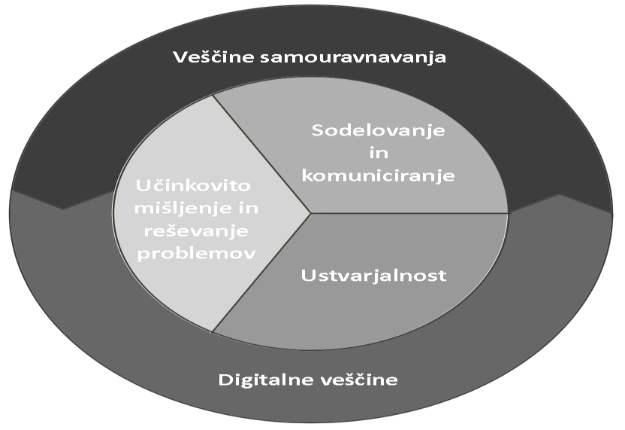 Veščine samouravnavanja
Sodelovanje
in
komuniciranje
Učinkovito
mišljenje in
reševanje
problemov
Ustvarjalnost
Digitalne veščine